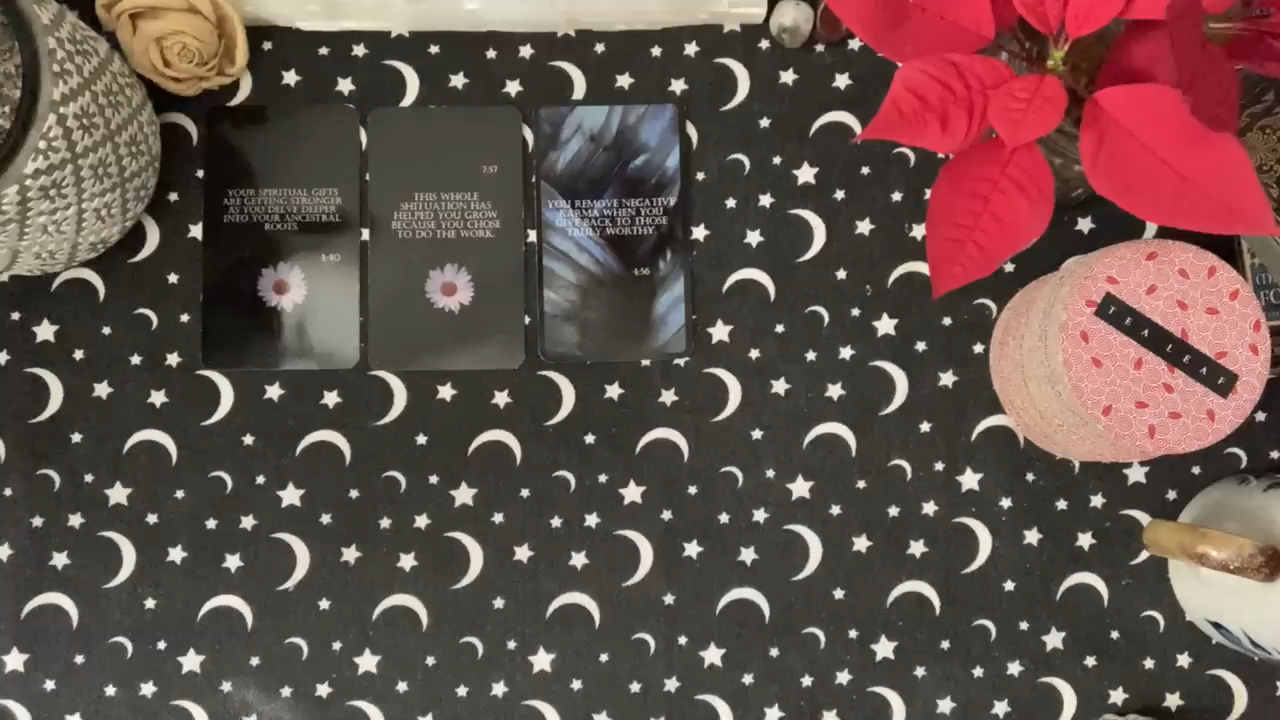 YOUR SPIRITUAL GIFTS
ARE GETTING STRONGER
AS YOU DELVE DEEPER
INTO YOUR ANCESTRAL
ROOTS.
4:40
7:57
THIS WHOLE
SHITUATION HAS
HELPED YOU GROW
BECAUSE YOU CHOSE
TO DO THE WORK.
YOU REMOVE NEGATIVE
KARMA WHEN YOU
GIVE BACK TO THOSE
TRULY WORTHY.
4:56
TEA LEAF